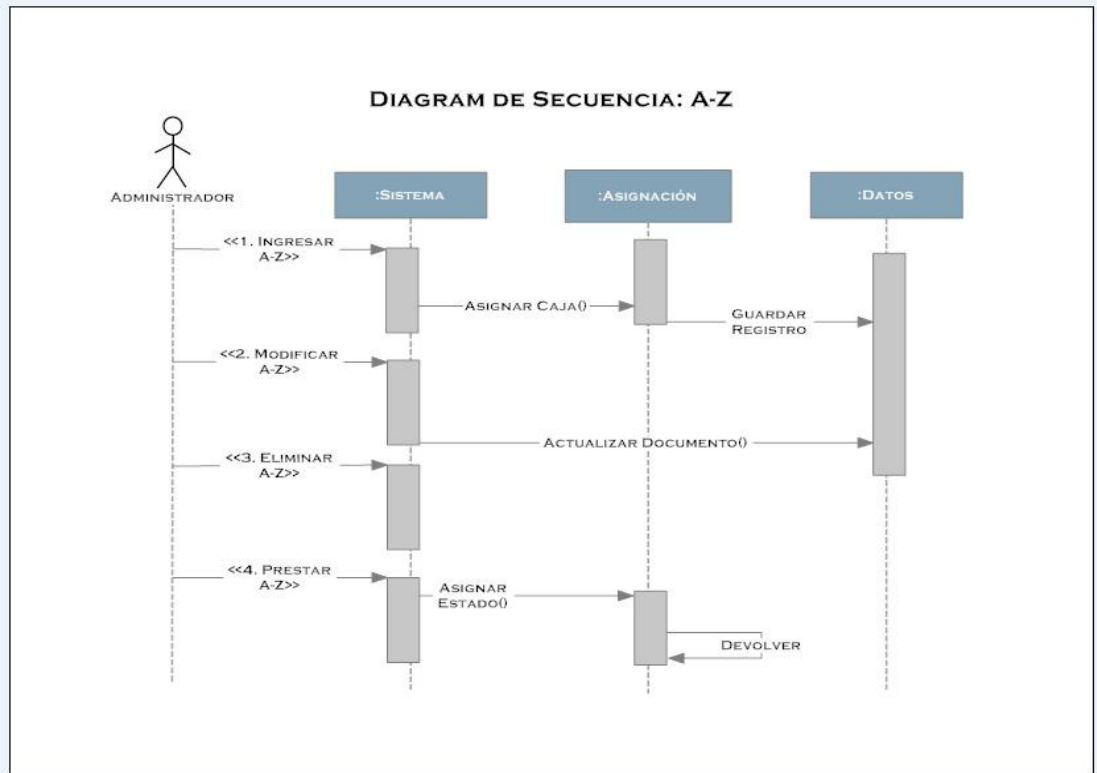 DIAGRAM DE SECUENCIA: A-Z
ADMINISTRADOR
:SISTEMA
:ASIGNACIÓN
:DATOS
<<1. INGRESAR
A-Z>>
ASIGNAR CAJA()
GUARDAR
REGISTRO
<<2. MODIFICAR
A-Z>>
ACTUALIZAR DOCUMENTO()
<<3. ELIMINAR
A-Z>>
<<4. PRESTAR
A-Z>>
ASIGNAR
ESTADO()
DEVOLVER